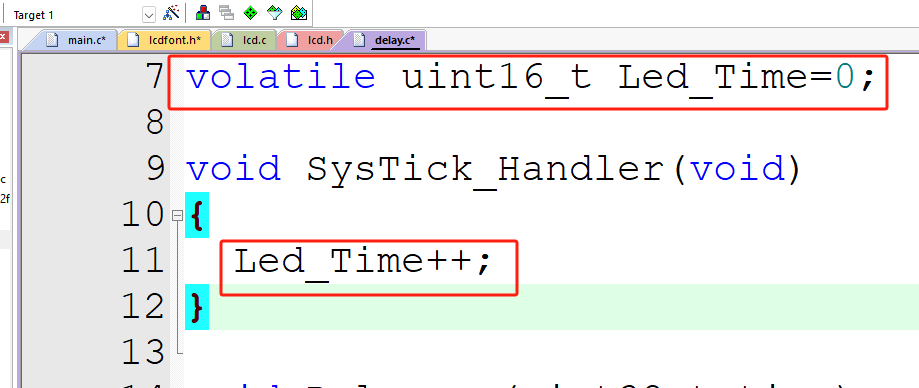 Target 1
main.c* lcdfont.h* lcd.c lcd.h delay.c*
7 volatile uint16_t Led_Time=0;
8
9 void SysTick_Handler(void)
10 {
11 Led_Time++;
12 }
13
c
2f